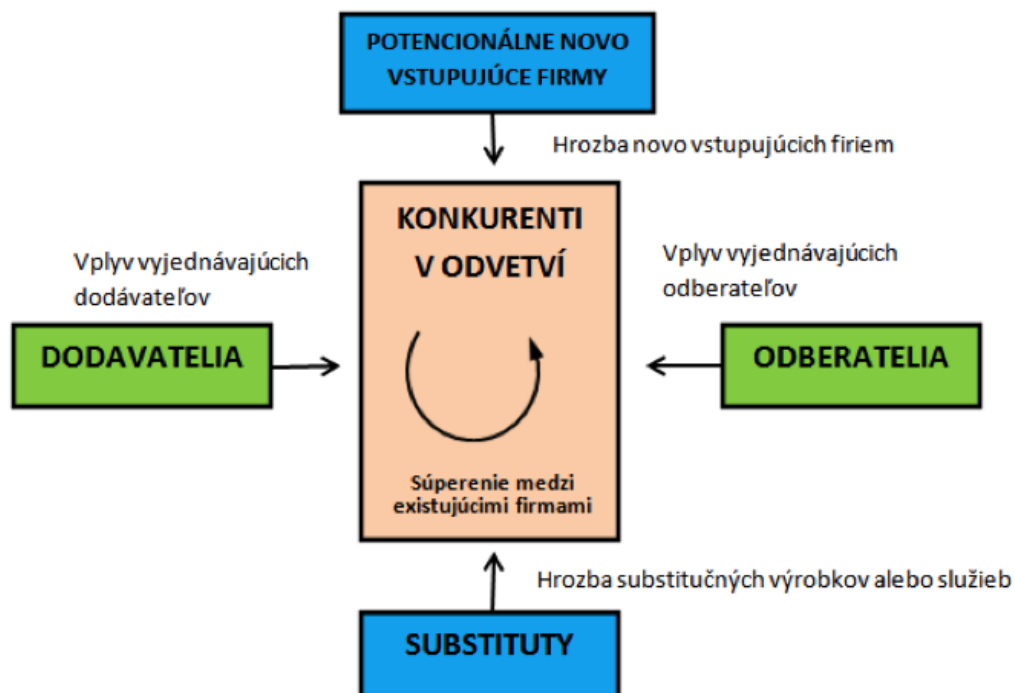 POTENCIONÁLNE NOVO
VSTUPUJÚCE FIRMY
Hrozba novo vstupujúcich firiem
KONKURENTI
V ODVETVÍ
Vplyv vyjednávajúcich
dodávateľov
Vplyv vyjednávajúcich
odberateľov
DODAVATELIA
ODBERATELIA
Súperenie medzi
existujúcimi firmami
Hrozba substitučných výrobkov alebo služieb
SUBSTITUTY